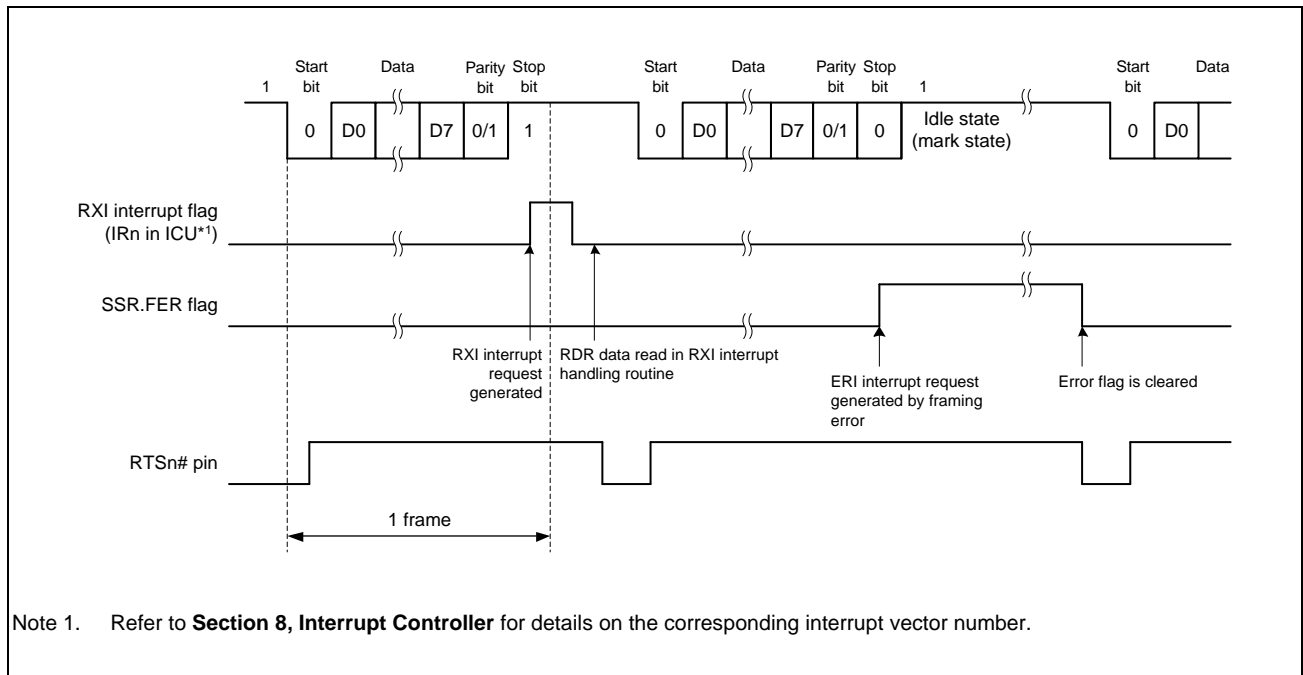 Start Data Parity Stop Start Data Parity Stop Start Data
1 bit bit bit bit bit bit 1 bit
0 D0 D7 0/1 1 0 D0 D7 0/1 0 Idle state 0 D0
(mark state)
RXI interrupt flag
(IRn in ICU*1)
SSR.FER flag
RXI interrupt
request
generated
RDR data read in RXI interrupt
handling routine
ERI interrupt request
generated by framing
error
Error flag is cleared
RTSn# pin
1 frame
Note 1. Refer to Section 8, Interrupt Controller for details on the corresponding interrupt vector number.